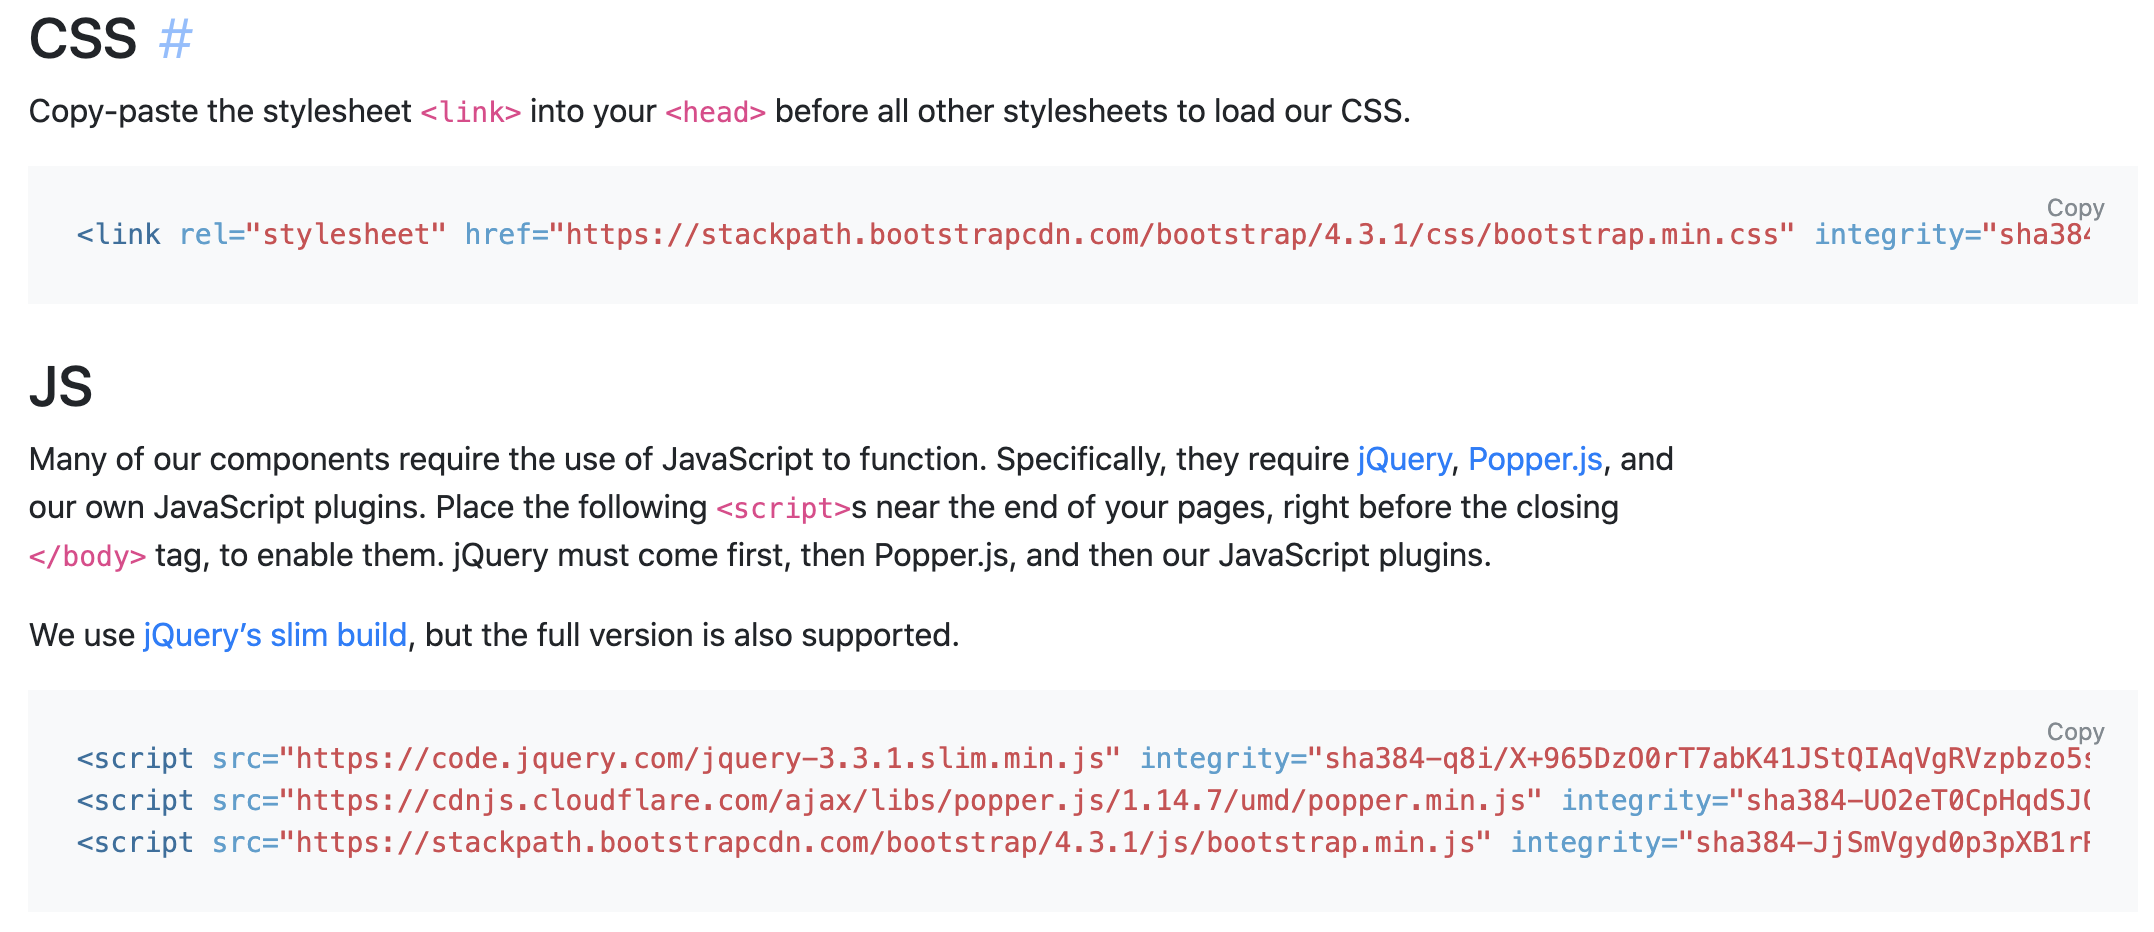 CSS #
Copy-paste the stylesheet <link> into your <head> before all other stylesheets to load our CSS.
Copy
<link rel="stylesheet" href="https://stackpath.bootstrapcdn.com/bootstrap/4.3.1/css/bootstrap.min.css" integrity="sha384
JS
Many of our components require the use of JavaScript to function. Specifically, they require jQuery, Popper.js, and
our own JavaScript plugins. Place the following <script>s near the end of your pages, right before the closing
</body> tag, to enable them. jQuery must come first, then Popper.js, and then our JavaScript plugins.
We use jQuery’s slim build, but the full version is also supported.
Copy
<script src="https://code.jquery.com/jquery-3.3.1.slim.min.js" integrity="sha384-q8i/X+965DzO0rT7abK41JStQIAqVgRVzpbzo5s
<script src="https://cdnjs.cloudflare.com/ajax/libs/popper.js/1.14.7/umd/popper.min.js" integrity="sha384-UO2eT0CpHqdSJQ
<script src="https://stackpath.bootstrapcdn.com/bootstrap/4.3.1/js/bootstrap.min.js" integrity="sha384-JjSmVgyd0p3pXB1rR